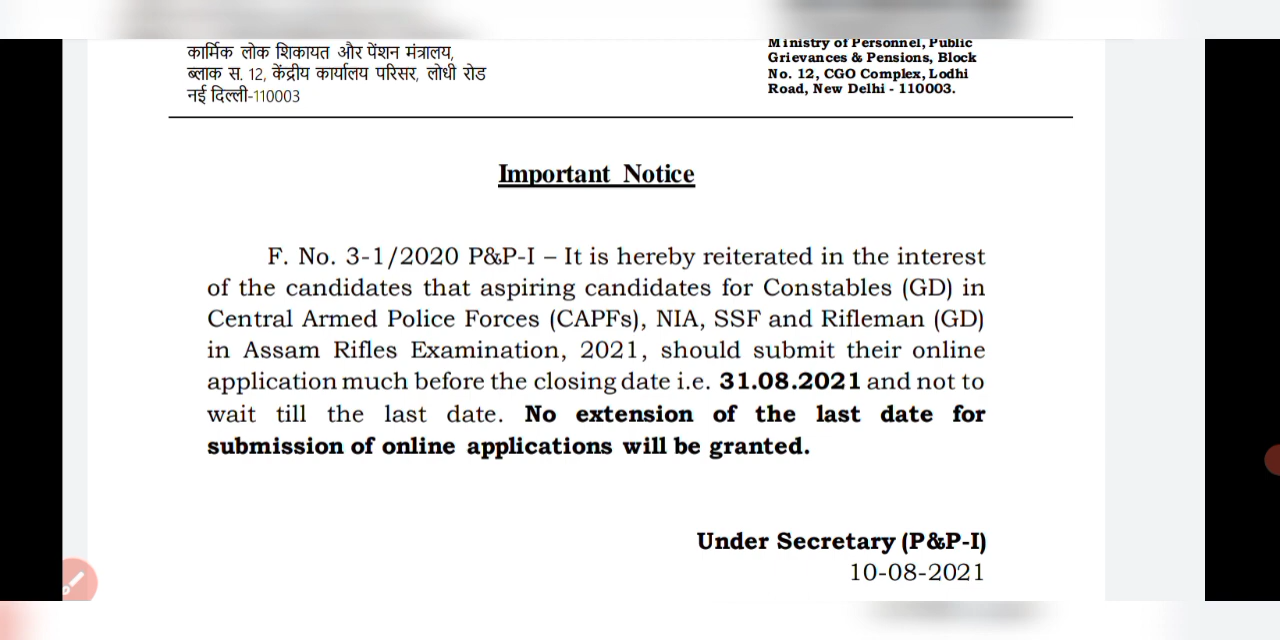 कार्मिक लोक शिकायत और पेंशन मंत्रालय,
ब्लाक स. 12, केंद्रीय कार्यालय परिसर, लोधी रोड
नई दिल्ली-110003
Ministry of Personnel, Public
Grievances & Pensions, Block
No. 12, CGO Complex, Lodhi
Road, New Delhi - 110003.
Important Notice
F. No. 3-1/2020 P&P-I – It is hereby reiterated in the interest
of the candidates that aspiring candidates for Constables (GD) in
Central Armed Police Forces (CAPFs), NIA, SSF and Rifleman (GD)
in Assam Rifles Examination, 2021, should submit their online
application much before the closing date i.e. 31.08.2021 and not to
wait till the last date. No extension of the last date for
submission of online applications will be granted.
Under Secretary (P&P-I)
10-08-2021